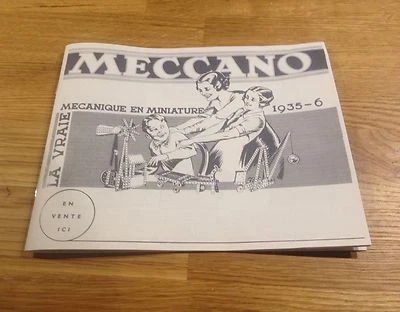 MECCANO
LA VRAIE
MECANIQUE EN MINIATURE
1935-6
EN
VENTE
ICI